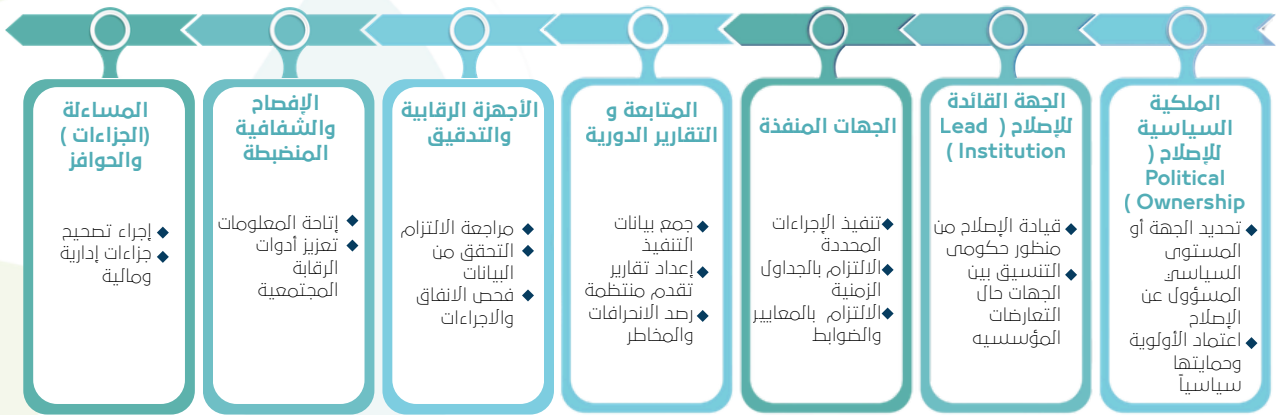 الملكية
السياسية
للإصلاح (
Political
Ownership )
تحديد الجهة أو
المستوى
السياسي
المسؤول عن
الإصلاح
اعتماد الأولوية
وحمايتها
سياسياً
الجهة القائدة
للإصلاح ( Lead
Institution )
قيادة الإصلاح من
منظور حكومى
التنسيق بين
الجهات حال
التعارضات
المؤسسيه
الجهات المنفذة
تنفيذ الإجراءات
المحددة
الالتزام بالجداول
الزمنية
الالتزام بالمعايير
والضوابط
المتابعة و
التقارير الدورية
جمع بيانات
التنفيذ
إعداد تقارير
تقدم منتظمة
رصد الانحرافات
والمخاطر
الأجهزة الرقابية
والتدقيق
مراجعة الالتزام
التحقق من
البيانات
فحص الانفاق
والاجراءات
الإفصاح
والشفافية
المنضبطة
إتاحة المعلومات
تعزيز أدوات
الرقابة
المجتمعية
المساءلة
(الجزاءات )
والحوافز
إجراء تصحيح
جزاءات إدارية
ومالية